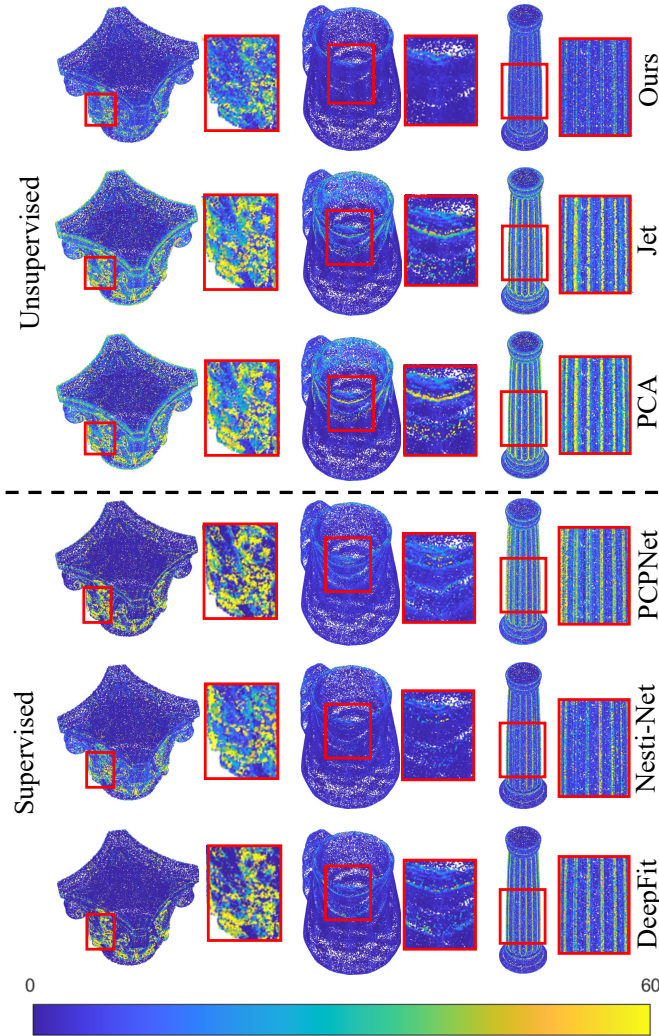 Unsupervised
Ours
Jet
PCA
Supervised
PCPNet
Nesti-Net
DeepFit
0
60